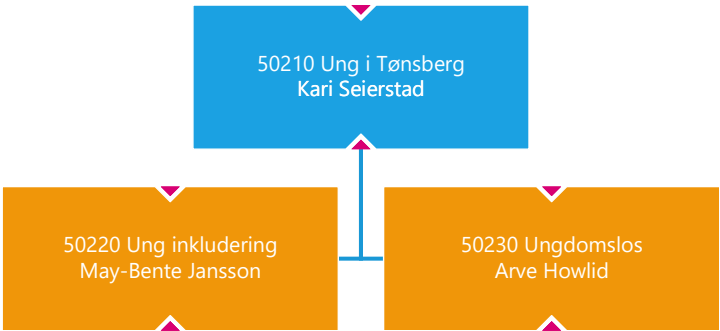 50210 Ung i Tønsberg
Kari Seierstad
50220 Ung inkludering
May-Bente Jansson
50230 Ungdomslos
Arve Howlid